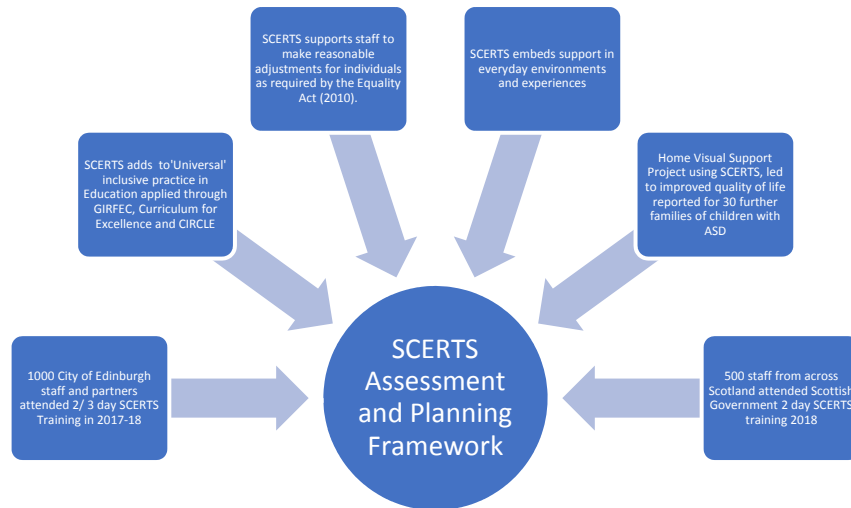 SCERTS supports staff to
make reasonable
adjustments for individuals
as required by the Equality
Act (2010).
SCERTS embeds support in
everyday environments
and experiences
SCERTS adds to'Universal'
inclusive practice in
Education applied through
GIRFEC, Curriculum for
Excellence and CIRCLE
Home Visual Support
Project using SCERTS, led
to improved quality of life
reported for 30 further
families of children with
ASD
1000 City of Edinburgh
staff and partners
attended 2/ 3 day SCERTS
Training in 2017-18
SCERTS
Assessment
and Planning
Framework
500 staff from across
Scotland attended Scottish
Government 2 day SCERTS
training 2018